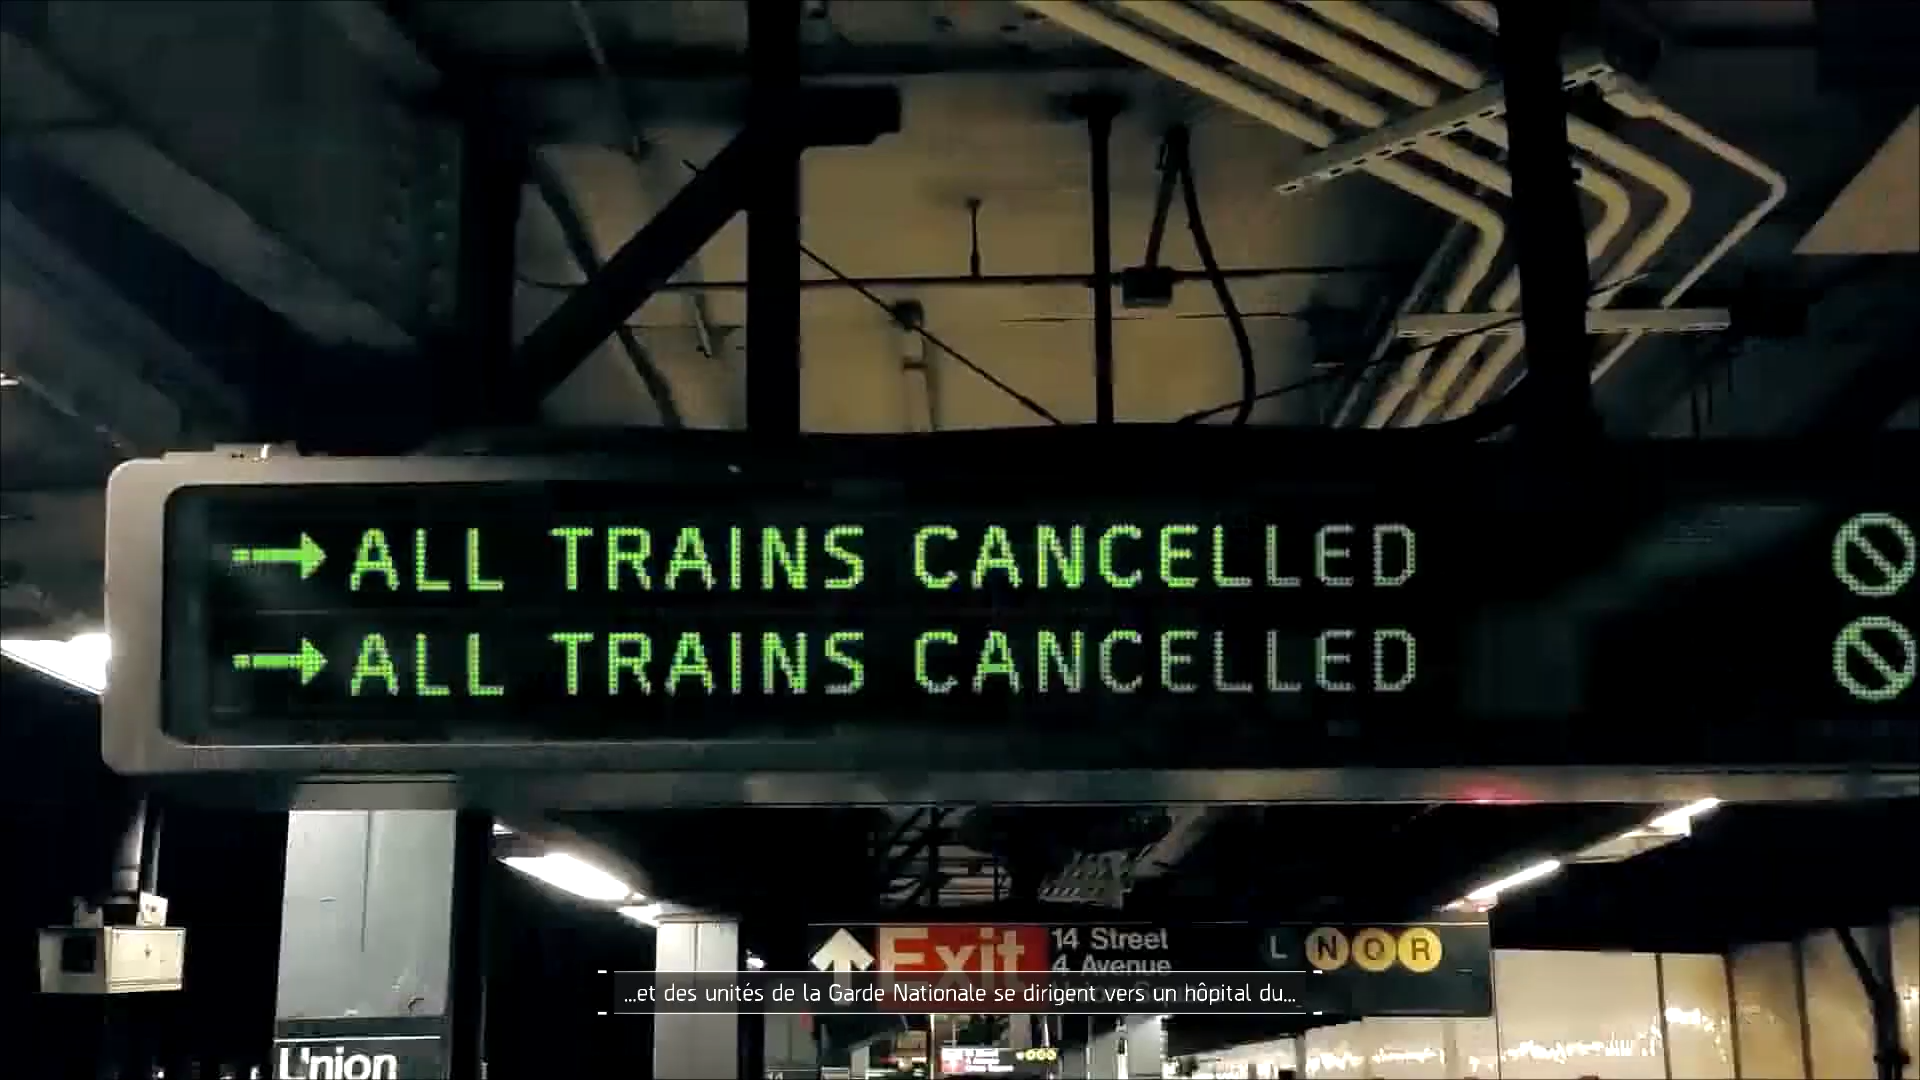 ALL TRAINS CANCELLED
ALL TRAINS CANCELLED
Exit
14 Street
4 Avenue
L N Q R
...et des unités de la Garde Nationale se dirigent vers un hôpital du...
Union